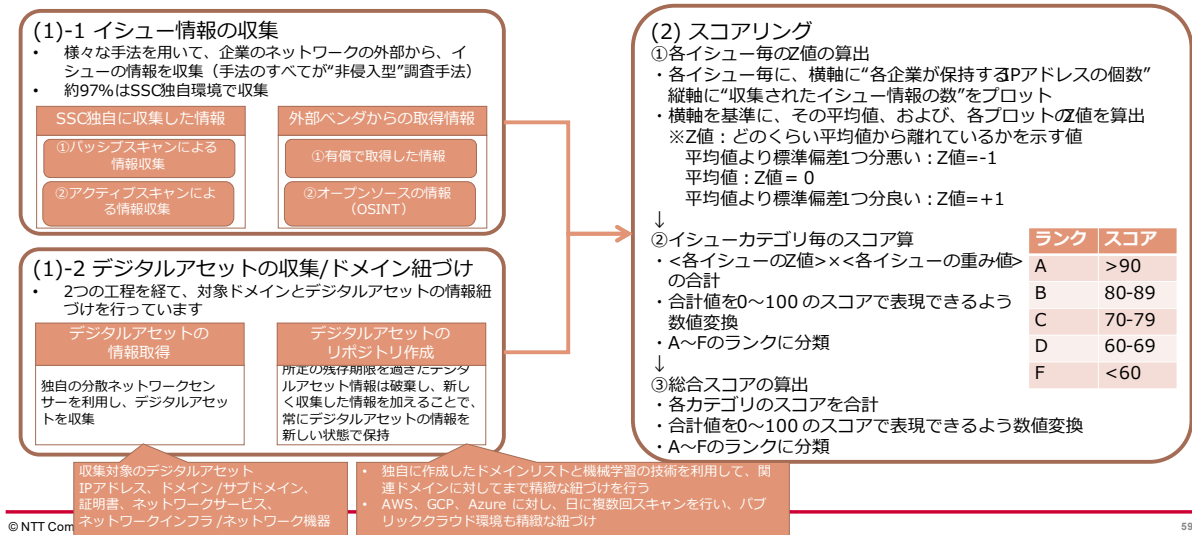 (1)-1 イシュー情報の収集
• 様々な手法を用いて、企業のネットワークの外部から、イ
シューの情報を収集（手法のすべてが“非侵入型”調査手法）
• 約97%はSSC独自環境で収集
SSC独自に収集した情報
①パッシブスキャンによる
情報収集
②アクティブスキャンによ
る情報収集
外部ベンダからの取得情報
①有償で取得した情報
②オープンソースの情報
（OSINT）
(1)-2 デジタルアセットの収集/ドメイン紐づけ
• 2つの工程を経て、対象ドメインとデジタルアセットの情報紐
づけを行っています
デジタルアセットの
情報取得
独自の分散ネットワークセン
サーを利用し、デジタルアセッ
トを収集
デジタルアセットの
リポジトリ作成
所定の残存期限を過ぎたデジタ
ルアセット情報は破棄し、新し
く収集した情報を加えることで、
常にデジタルアセットの情報を
新しい状態で保持
収集対象のデジタルアセット
IPアドレス、ドメイン/サブドメイン、
証明書、ネットワークサービス、
ネットワークインフラ/ネットワーク機器
• 独自に作成したドメインリストと機械学習の技術を利用して、関
連ドメインに対してまで精緻な紐づけを行う
• AWS、GCP、Azure に対し、日に複数回スキャンを行い、パブ
リッククラウド環境も精緻な紐づけ
(2) スコアリング
①各イシュー毎のZ値の算出
・各イシュー毎に、横軸に“各企業が保持するIPアドレスの個数”
縦軸に“収集されたイシュー情報の数”をプロット
・横軸を基準に、その平均値、および、各プロットのZ値を算出
※Z値：どのくらい平均値から離れているかを示す値
平均値より標準偏差1つ分悪い：Z値=-1
平均値：Z値= 0
平均値より標準偏差1つ分良い：Z値=+1
↓
②イシューカテゴリ毎のスコア算
・<各イシューのZ値>×<各イシューの重み値>
の合計
・合計値を0～100 のスコアで表現できるよう
数値変換
・A～Fのランクに分類
↓
③総合スコアの算出
・各カテゴリのスコアを合計
・合計値を0～100 のスコアで表現できるよう数値変換
・A～Fのランクに分類
ランク スコア
A >90
B 80-89
C 70-79
D 60-69
F <60
© NTT Com
59